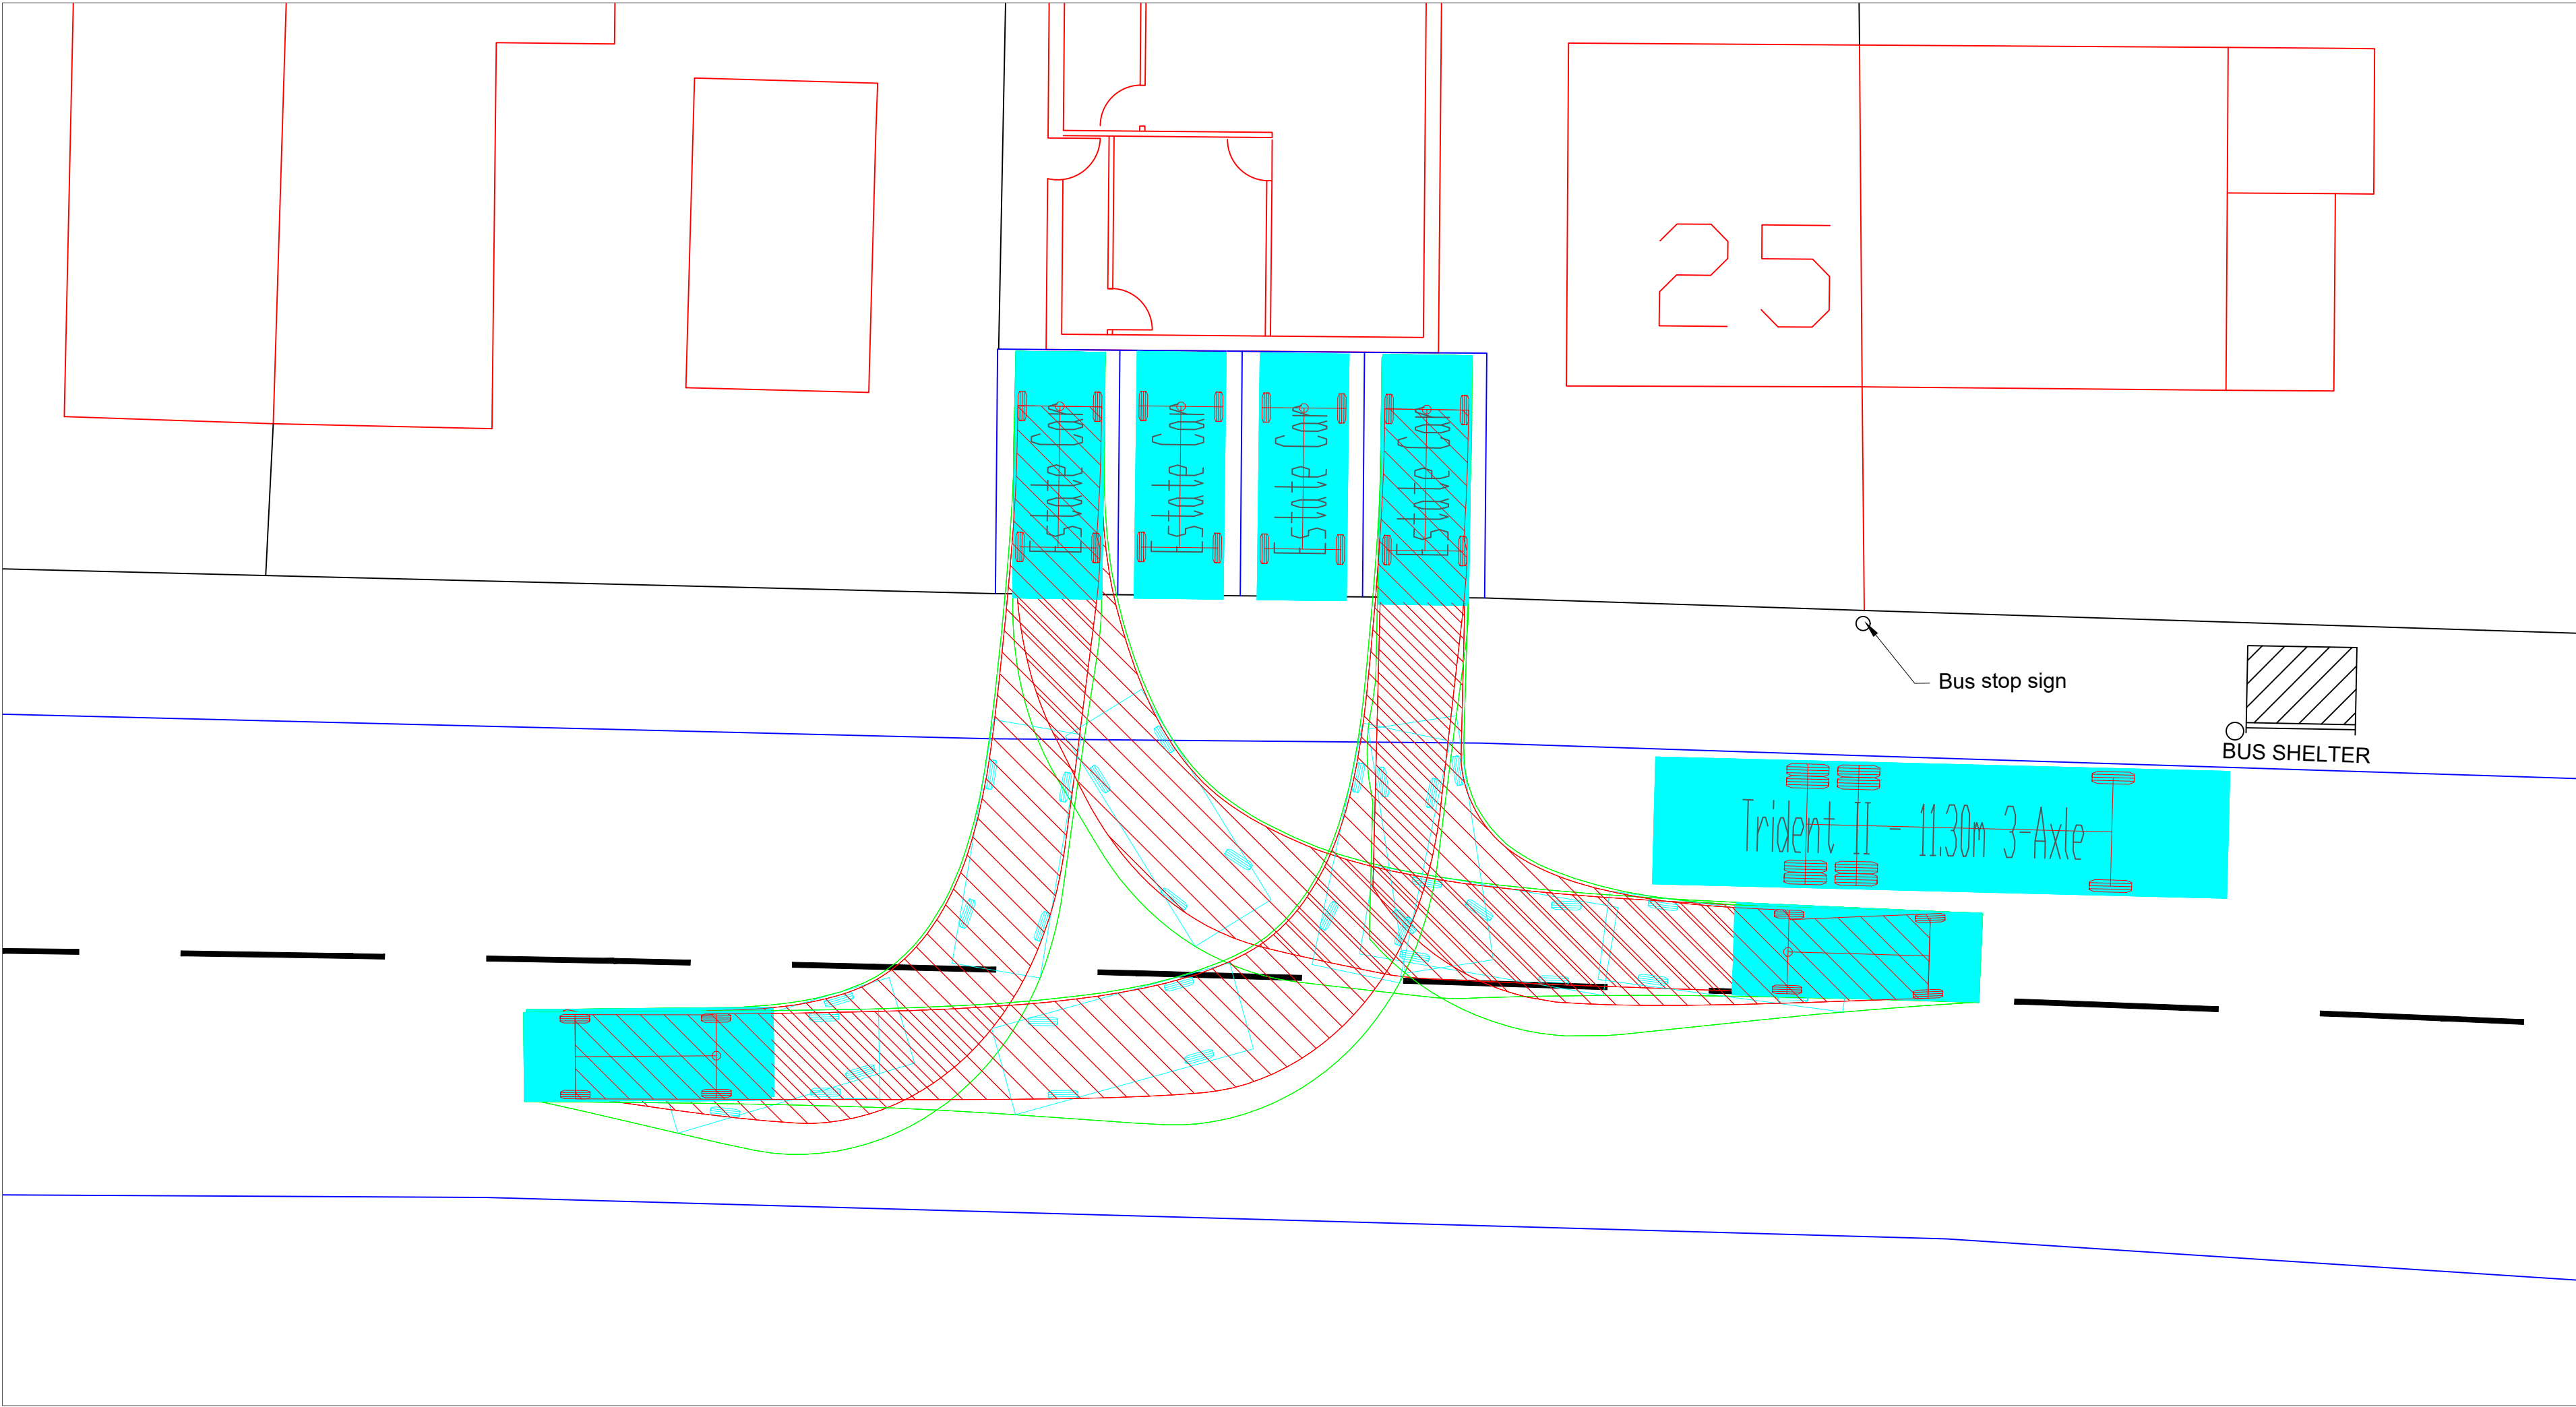 25
Estate Car
Estate Car
Estate Car
Estate Car
Bus stop sign
BUS SHELTER
Trident II - 11.30m 3-Axle